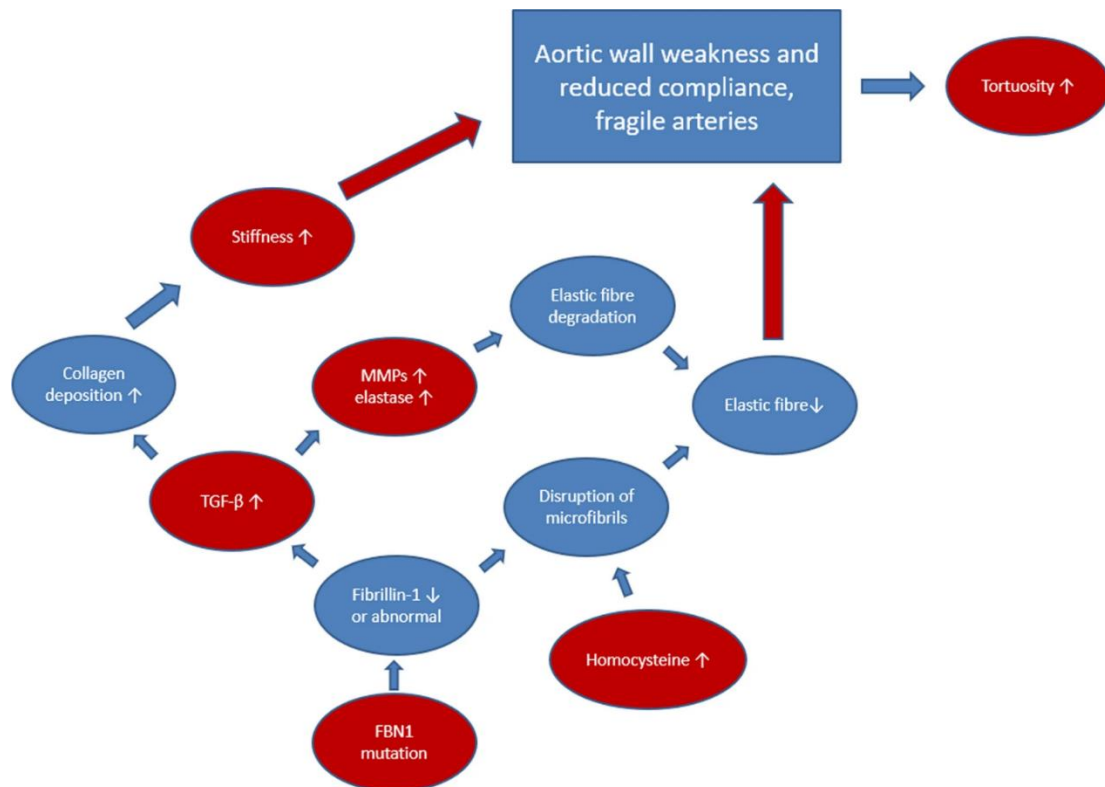 Aortic wall weakness and
reduced compliance,
fragile arteries
Tortuosity ↑
Stiffness ↑
Elastic fibre
degradation
Collagen
deposition ↑
MMPs ↑
elastase ↑
Elastic fibre↓
TGF-β ↑
Disruption of
microfibrils
Fibrillin-1 ↓
or abnormal
Homocysteine ↑
FBN1
mutation